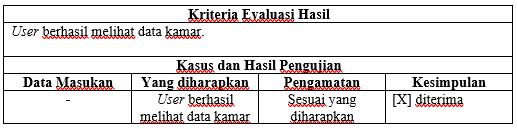 Kriteria Evaluasi Hasil
User berhasil melihat data kamar.
Kasus dan Hasil Pengujian
Data Masukan Yang diharapkan Pengamatan Kesimpulan
- User berhasil Sesuai yang [X] diterima
melihat data kamar diharapkan